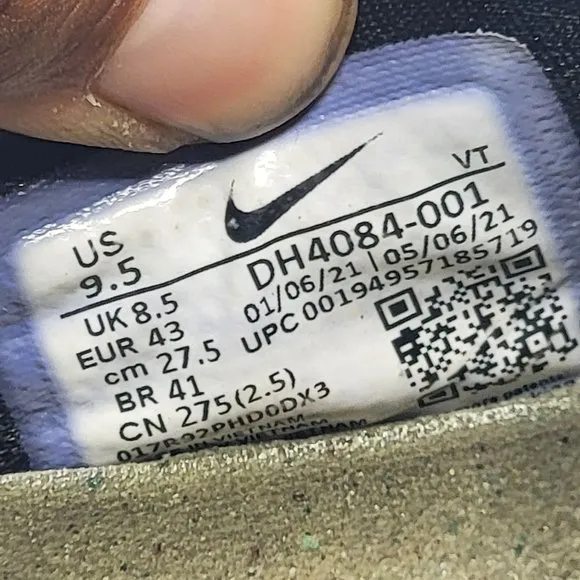 VT
US
9.5
UK 8.5
EUR 43
cm 27.5
BR 41
CN 275(2.5)
DH4084-001
01/06/21 | 05/06/21
UPC 00194957185719
VIETNAM